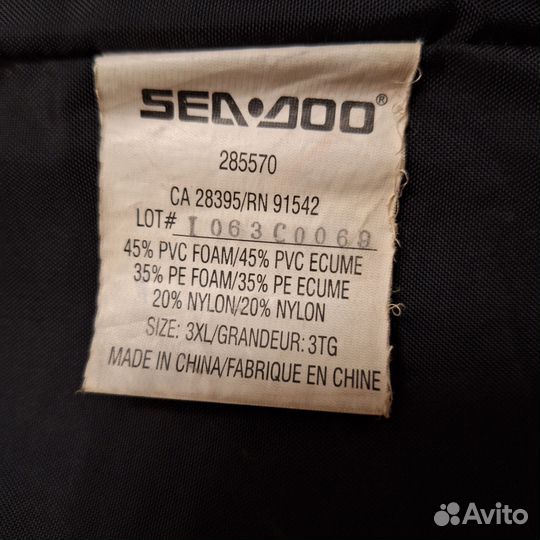 SEA•DOO®
285570
CA 28395/RN 91542
LOT# I063C0069
45% PVC FOAM/45% PVC ECUME
35% PE FOAM/35% PE ECUME
20% NYLON/20% NYLON
SIZE: 3XL/GRANDEUR: 3TG
MADE IN CHINA/FABRIQUE EN CHINE
Avito